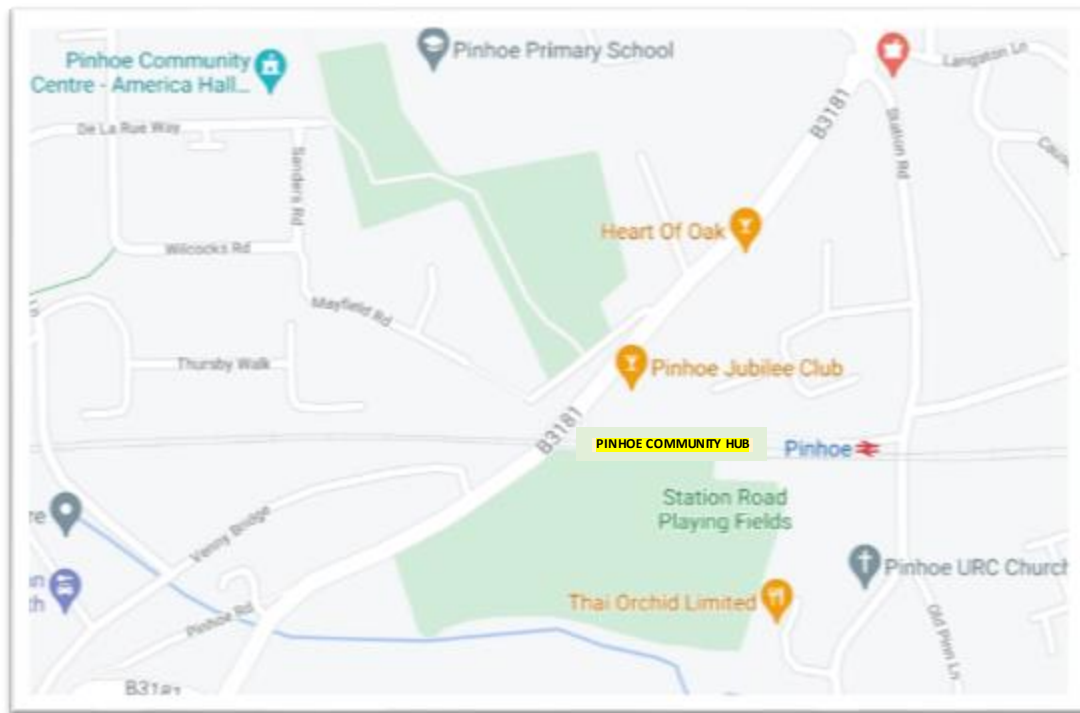 Pinhoe Community
Centre - America Hall...
Pinhoe Primary School
Langaton Ln
B3181
De La Rue Way
Station Rd
Sanders Rd
Heart Of Oak
Wilcocks Rd
Mayfield Rd
Thursby Walk
Pinhoe Jubilee Club
B3181
PINHOE COMMUNITY HUB
Pinhoe
Station Road
Playing Fields
Venny Bridge
Pinhoe URC Church
Thai Orchid Limited
Pinhoe Rd
Old Pinn Ln
B3181